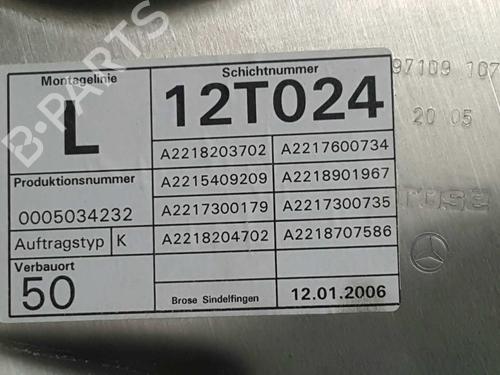 Montagelinie
L
Schichtnummer
12T024
Produktionsnummer
0005034232
Auftragstyp K
Verbauort
50
A2218203702 A2217600734
A2215409209 A2218901967
A2217300179 A2217300735
A2218204702 A2218707586
Brose Sindelfingen
12.01.2006
97109 107
20 05
B-PARTS